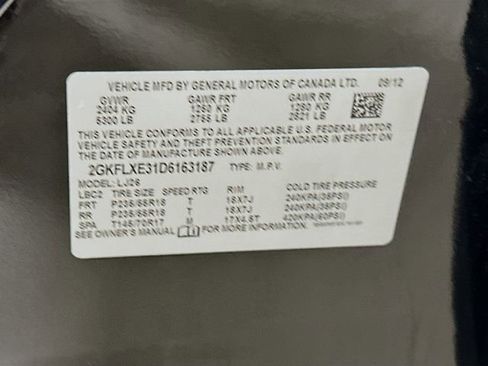 VEHICLE MFD BY GENERAL MOTORS OF CANADA LTD. 09/12
GVWR GAWR FRT GAWR RR
2404 KG 1260 KG 1280 KG
5300 LB 2788 LB 2821 LB
THIS VEHICLE CONFORMS TO ALL APPLICABLE U.S. FEDERAL MOTOR
VEHICLE SAFETY AND THEFT PREVENTION STANDARDS IN EFFECT ON
THE DATE OF MANUFACTURE SHOWN ABOVE.
2GKFLXE31D6163187 TYPE: M.P.V.
MODEL: LJ26
LBC2 TIRE SIZE SPEED RTG RIM COLD TIRE PRESSURE
FRT P235/55R18 T 18X7J 240KPA(35PSI)
RR P235/55R18 T 18X7J 240KPA(35PSI)
SPA T145/70R17 M 17X4.5T 420KPA(60PSI)
SEE OWNER'S MANUAL FOR MORE INFORMATION